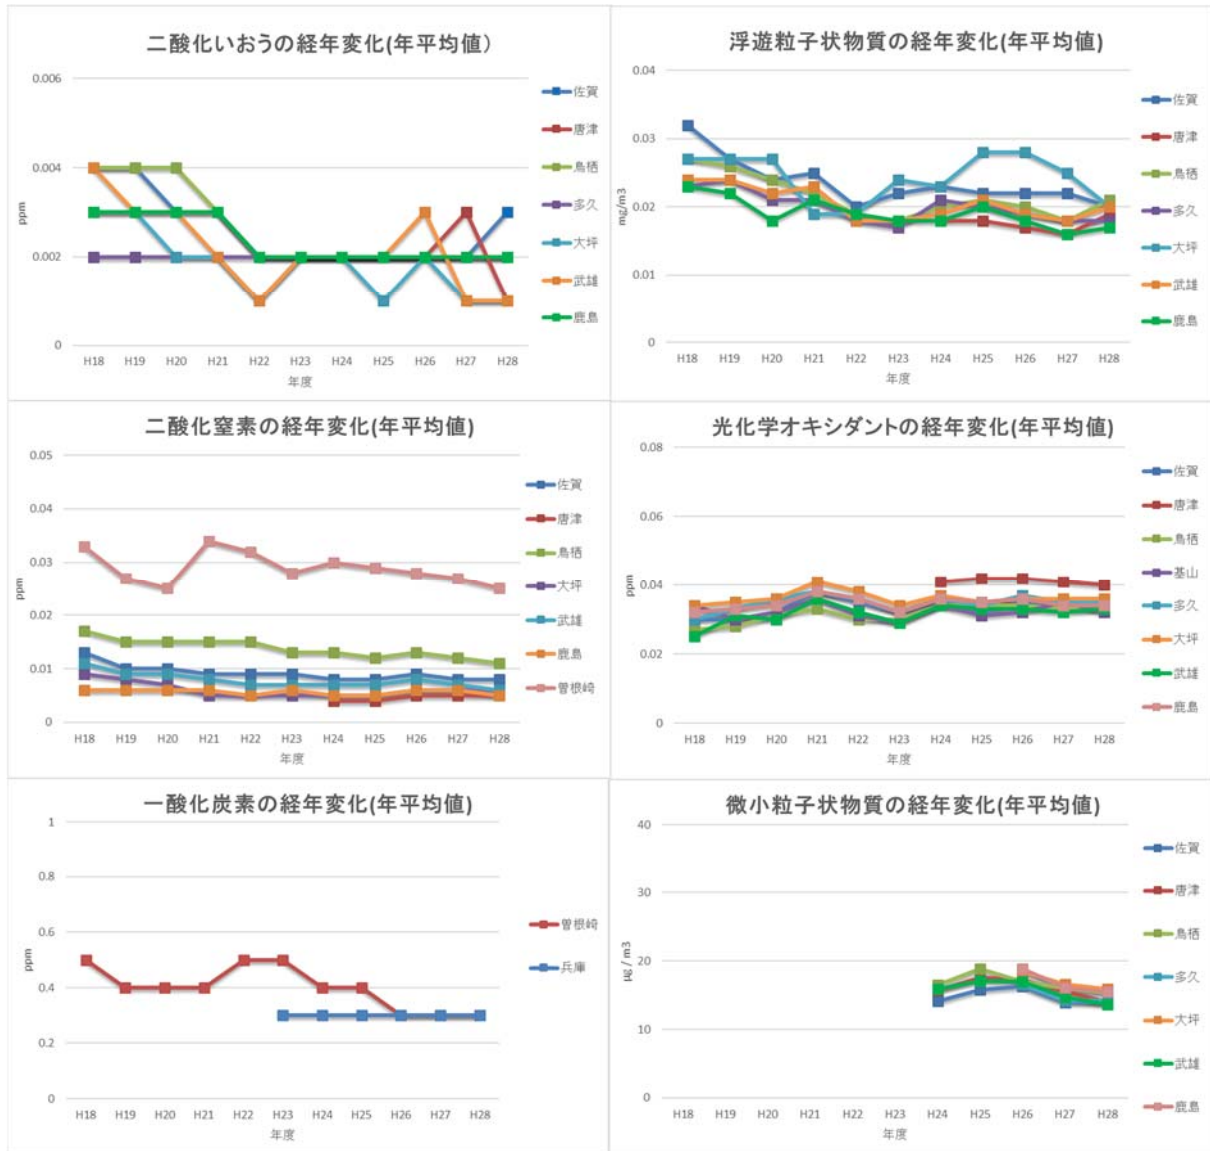 二酸化いおうの経年変化(年平均値)
0.006
0.004
0.002
0
ppm
H18 H19 H20 H21 H22 H23 H24 H25 H26 H27 H28
年度
佐賀
唐津
鳥栖
多久
大坪
武雄
鹿島
浮遊粒子状物質の経年変化(年平均値)
0.04
0.03
0.02
0.01
0
mg/m3
H18 H19 H20 H21 H22 H23 H24 H25 H26 H27 H28
年度
佐賀
唐津
鳥栖
多久
大坪
武雄
鹿島
二酸化窒素の経年変化(年平均値)
0.05
0.04
0.03
0.02
0.01
0
ppm
H18 H19 H20 H21 H22 H23 H24 H25 H26 H27 H28
年度
佐賀
唐津
鳥栖
大坪
武雄
鹿島
曽根崎
光化学オキシダントの経年変化(年平均値)
0.08
0.06
0.04
0.02
0
ppm
H18 H19 H20 H21 H22 H23 H24 H25 H26 H27 H28
年度
佐賀
唐津
鳥栖
基山
多久
大坪
武雄
鹿島
一酸化炭素の経年変化(年平均値)
1
0.8
0.6
0.4
0.2
0
ppm
H18 H19 H20 H21 H22 H23 H24 H25 H26 H27 H28
年度
曽根崎
兵庫
微小粒子状物質の経年変化(年平均値)
40
30
20
10
0
μg / m3
H18 H19 H20 H21 H22 H23 H24 H25 H26 H27 H28
年度
佐賀
唐津
鳥栖
多久
大坪
武雄
鹿島